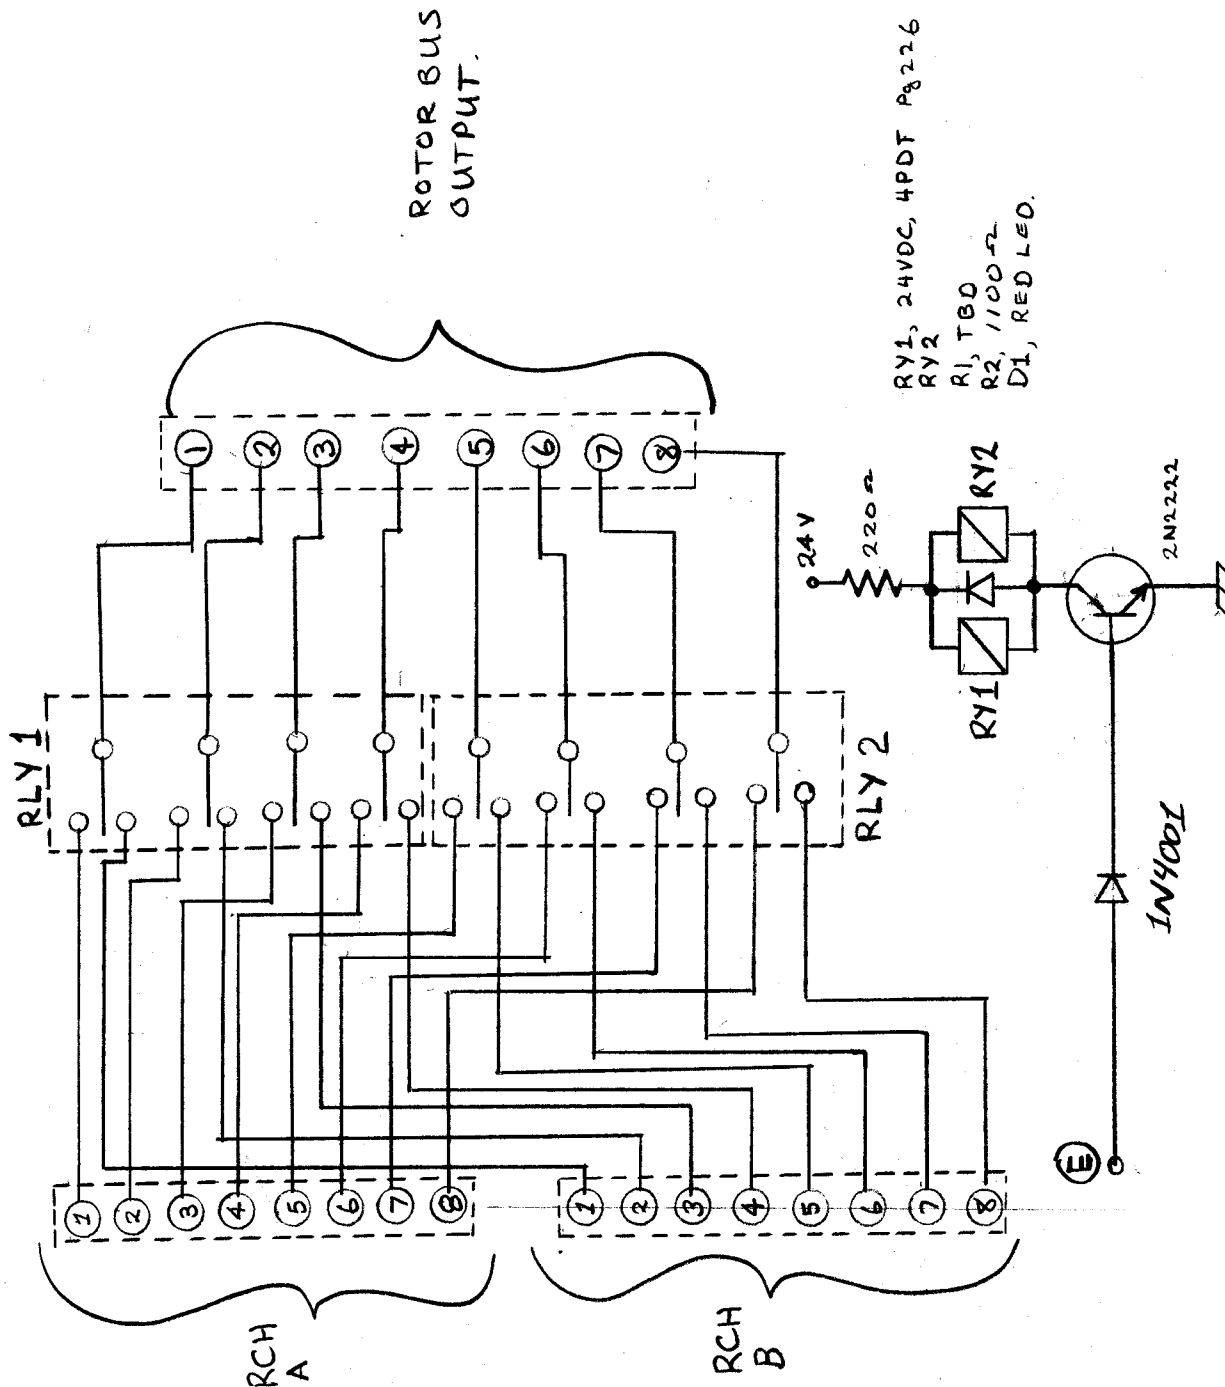 RCH
A
1
2
3
4
5
6
7
8
RCH
B
1
2
3
4
5
6
7
8
RLY 1
RLY 2
ROTOR BUS
OUTPUT.
1
2
3
4
5
6
7
8
E
1N4001
24V
220Ω
RY1
RY2
2N2222
RY1, 24VDC, 4PDT Pg 226
RY2
R1, TBD
R2, 1100Ω
D1, RED LED.